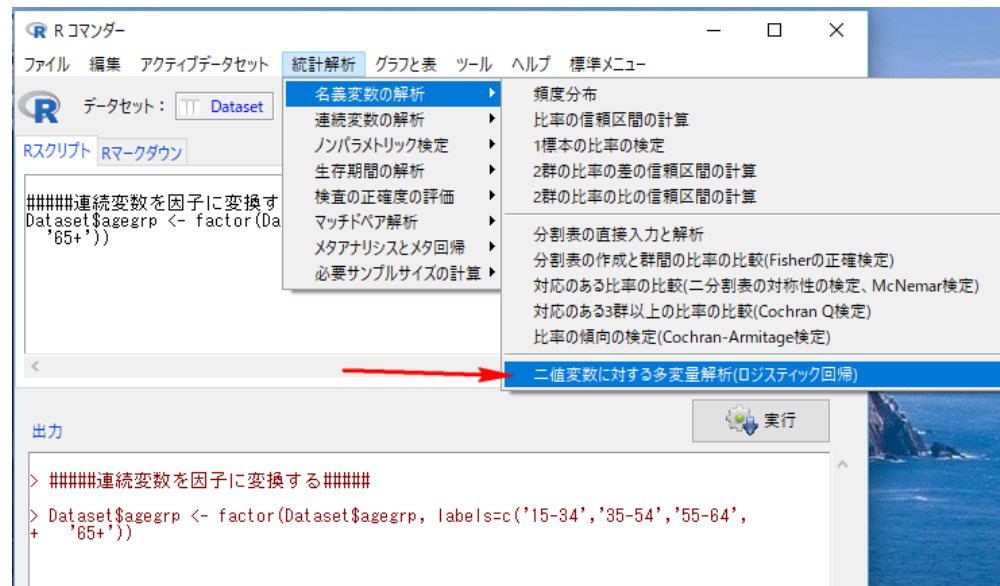 R コマンダー
ファイル 編集 アクティブデータセット 統計解析 グラフと表 ツール ヘルプ 標準メニュー
データセット： Dataset
Rスクリプト Rマークダウン
#####連続変数を因子に変換す
Dataset$agegrp <- factor(Da
'65+'))
名義変数の解析
連続変数の解析
ノンパラメトリック検定
生存期間の解析
検査の正確度の評価
マッチドペア解析
メタアナリシスとメタ回帰
必要サンプルサイズの計算
頻度分布
比率の信頼区間の計算
1標本の比率の検定
2群の比率の差の信頼区間の計算
2群の比率の比の信頼区間の計算
分割表の直接入力と解析
分割表の作成と群間の比率の比較(Fisherの正確検定)
対応のある比率の比較(二分割表の対称性の検定、McNemar検定)
対応のある3群以上の比率の比較(Cochran Q検定)
比率の傾向の検定(Cochran-Armitage検定)
二値変数に対する多変量解析(ロジスティック回帰)
実行
出力
> #####連続変数を因子に変換する#####
> Dataset$agegrp <- factor(Dataset$agegrp, labels=c('15-34','35-54','55-64',
+ '65+'))